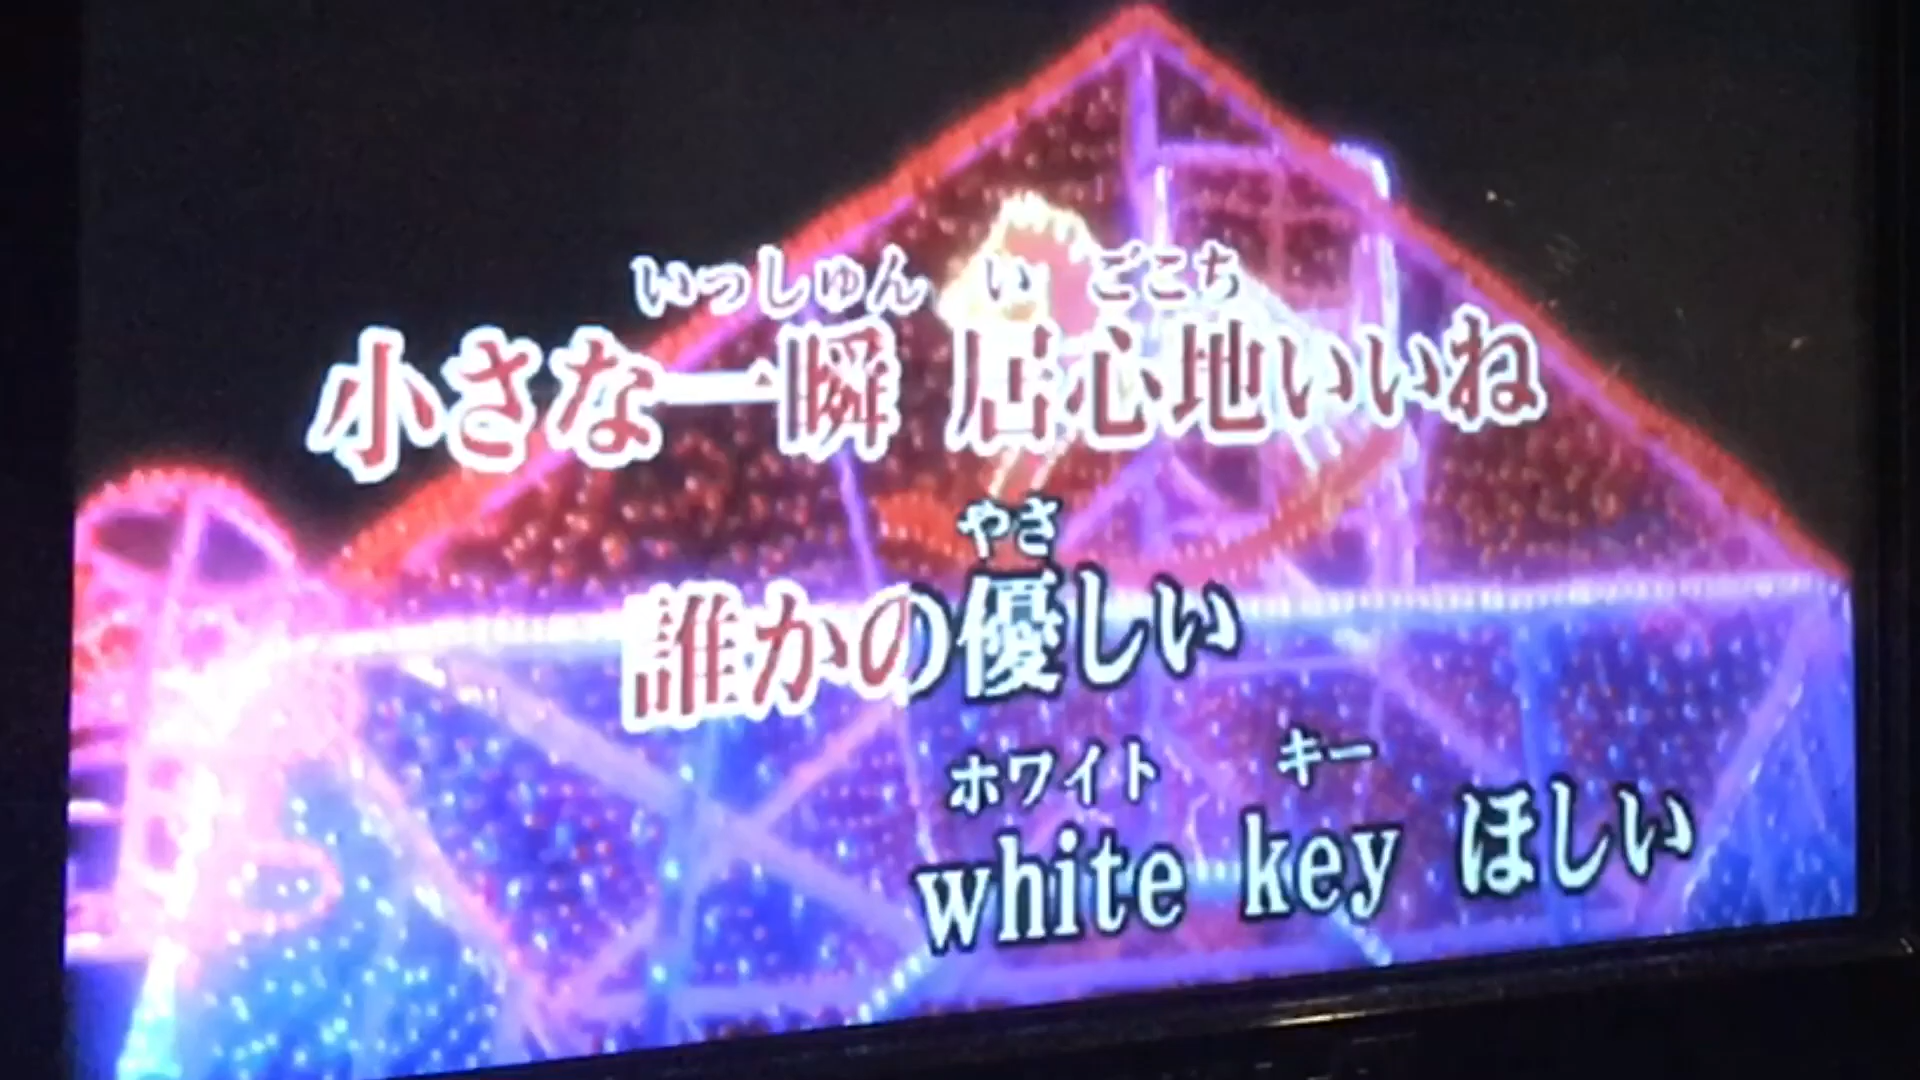 いっしゅん い ごこち
小さな一瞬 居心地いいね
やさ
誰かの優しい
ホワイト キー
white key ほしい